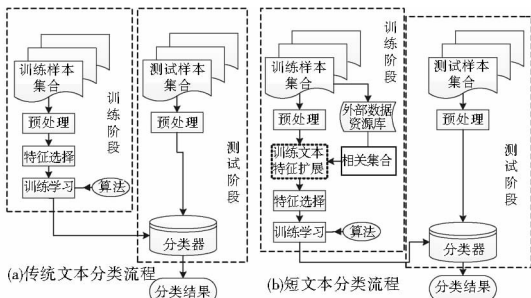 训练样本
集合
预处理
特征选择
训练学习
算法
训练阶段
测试样本
集合
预处理
测试阶段
分类器
分类结果
(a)传统文本分类流程
训练样本
集合
预处理
外部数据
资源库
训练文本
特征扩展
相关集合
特征选择
训练学习
算法
训练阶段
测试样本
集合
预处理
测试阶段
分类器
分类结果
(b)短文本分类流程